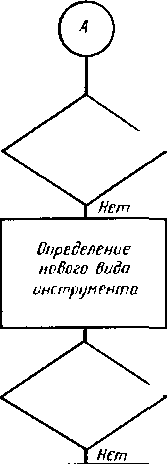 А
Нет
Определение
нового вида
инструмента
Нет